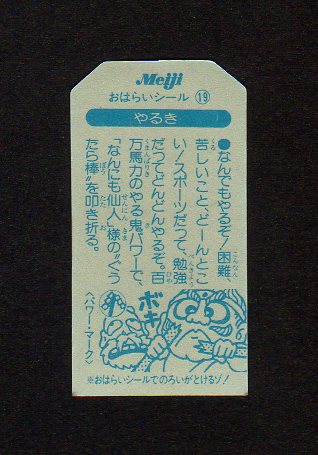 Meiji
おはらいシール⑲
やるき
●なんでもやるぞ！困難、
苦しいこと、どーんとこ
い！スポーツだって、勉強
だってどんどんやるぞ。百
万馬力のやる鬼パワーで、
“なんにも仙人”様の“ぐう
たら棒”を叩き折る。
ボキ
〈パワー・マーク〉
※おはらいシールでのろいがとけるゾ！